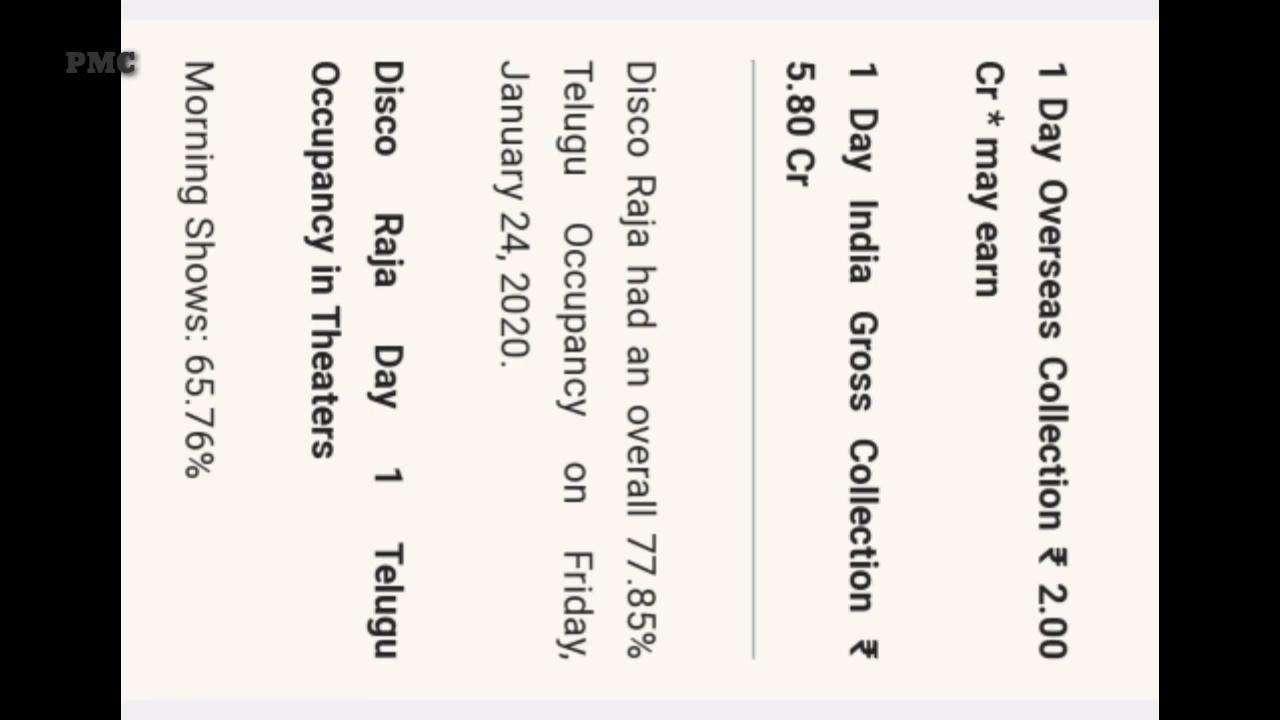 PMC
1 Day Overseas Collection ₹ 2.00
Cr * may earn
1 Day India Gross Collection ₹
5.80 Cr
Disco Raja had an overall 77.85%
Telugu Occupancy on Friday,
January 24, 2020.
Disco Raja Day 1 Telugu
Occupancy in Theaters
Morning Shows: 65.76%